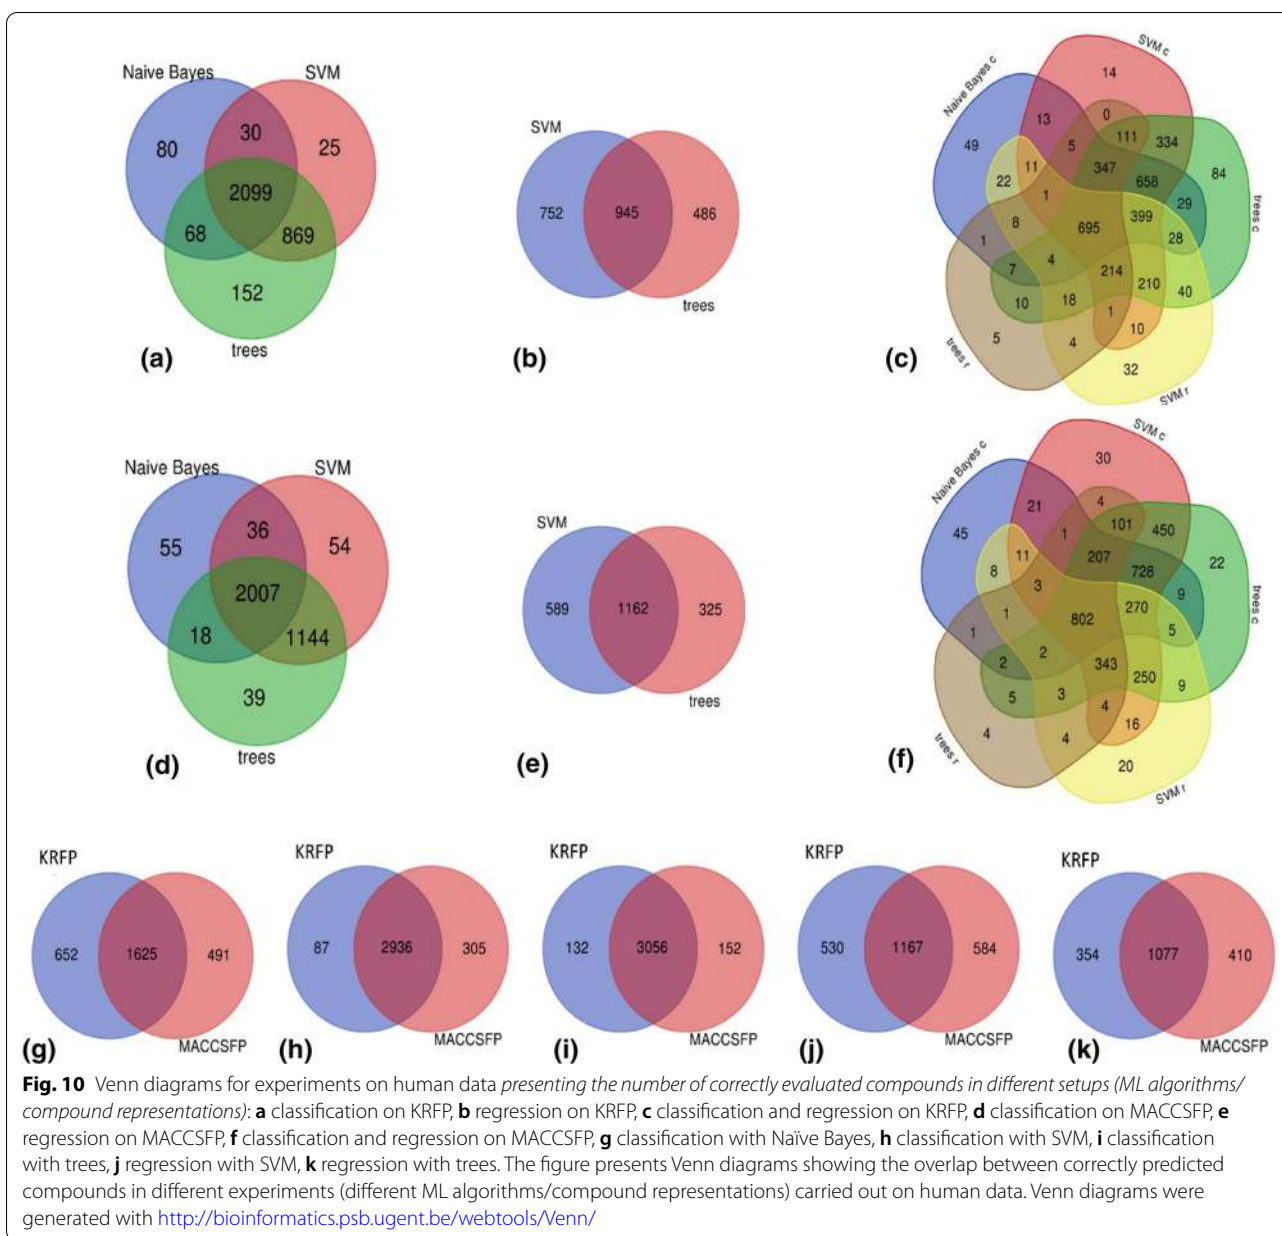 Naive Bayes
SVM
80
30
25
2099
68
869
152
trees
(a)
SVM
752
945
486
trees
(b)
Naive Bayes c
SVM c
14
0
13
111
334
49
5
84
11
347
22
658
29
1
399
8
695
28
1
4
7
214
210
40
10
18
1
10
5
4
32
trees c
trees r
SVM r
(c)
Naive Bayes
SVM
55
36
54
2007
18
1144
39
trees
(d)
SVM
589
1162
325
trees
(e)
Naive Bayes c
SVM c
30
4
21
101
450
45
1
22
11
207
8
728
9
3
270
1
802
5
1
2
2
343
250
9
5
3
4
16
4
4
20
trees c
trees r
SVM r
(f)
KRFP
652
1625
491
MACCSFP
(g)
KRFP
87
2936
305
MACCSFP
(h)
KRFP
132
3056
152
MACCSFP
(i)
KRFP
530
1167
584
MACCSFP
(j)
KRFP
354
1077
410
MACCSFP
(k)
Fig. 10 Venn diagrams for experiments on human data presenting the number of correctly evaluated compounds in different setups (ML algorithms/
compound representations): a classification on KRFP, b regression on KRFP, c classification and regression on KRFP, d classification on MACCSFP, e
regression on MACCSFP, f classification and regression on MACCSFP, g classification with Naïve Bayes, h classification with SVM, i classification
with trees, j regression with SVM, k regression with trees. The figure presents Venn diagrams showing the overlap between correctly predicted
compounds in different experiments (different ML algorithms/compound representations) carried out on human data. Venn diagrams were
generated with http://bioinformatics.psb.ugent.be/webtools/Venn/